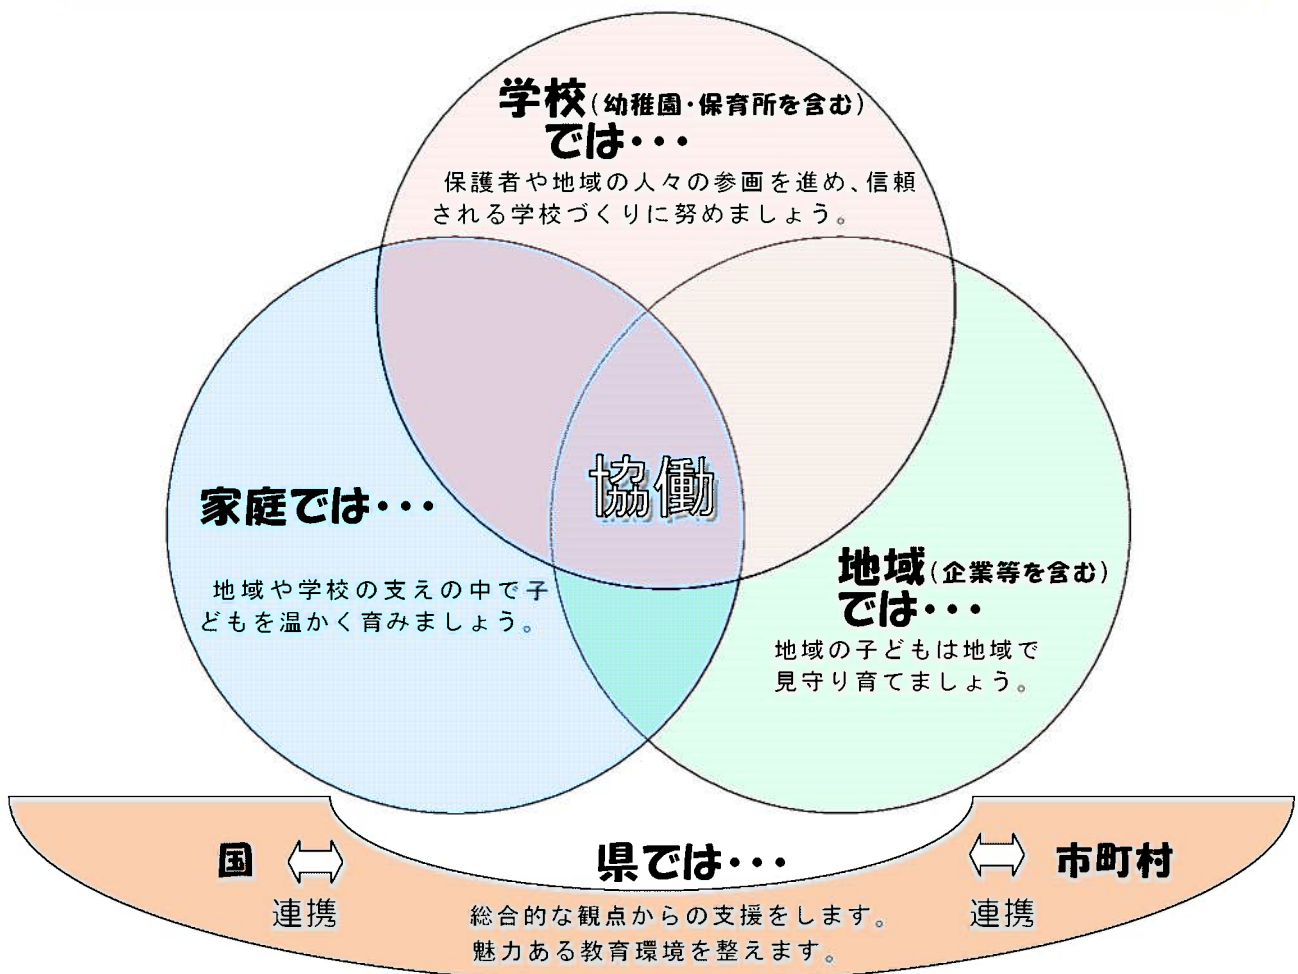 学校(幼稚園・保育所を含む)
では・・・
保護者や地域の人々の参画を進め、信頼
される学校づくりに努めましょう。
協働
家庭では・・・
地域や学校の支えの中で子
どもを温かく育みましょう。
地域(企業等を含む)
では・・・
地域の子どもは地域で
見守り育てましょう。
国
連携
県では・・・
総合的な観点からの支援をします。
魅力ある教育環境を整えます。
市町村
連携